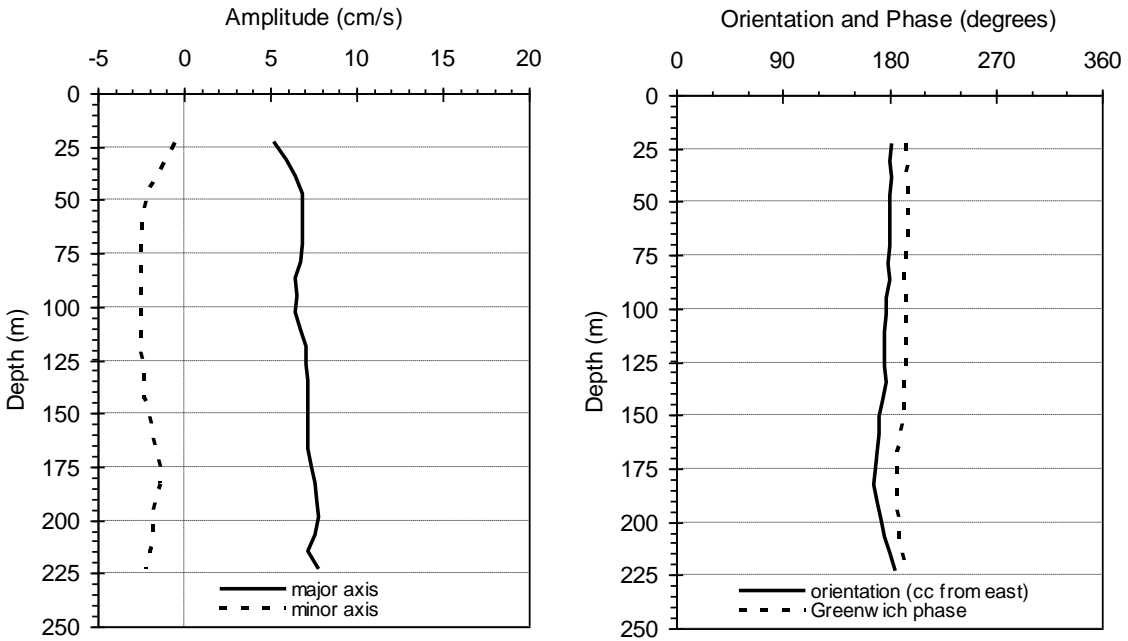 Amplitude (cm/s)
-5 0 5 10 15 20
0
25
50
75
100
125
150
175
200
225
250
Depth (m)
major axis
minor axis
Orientation and Phase (degrees)
0 90 180 270 360
0
25
50
75
100
125
150
175
200
225
250
Depth (m)
orientation (cc from east)
Greenwich phase